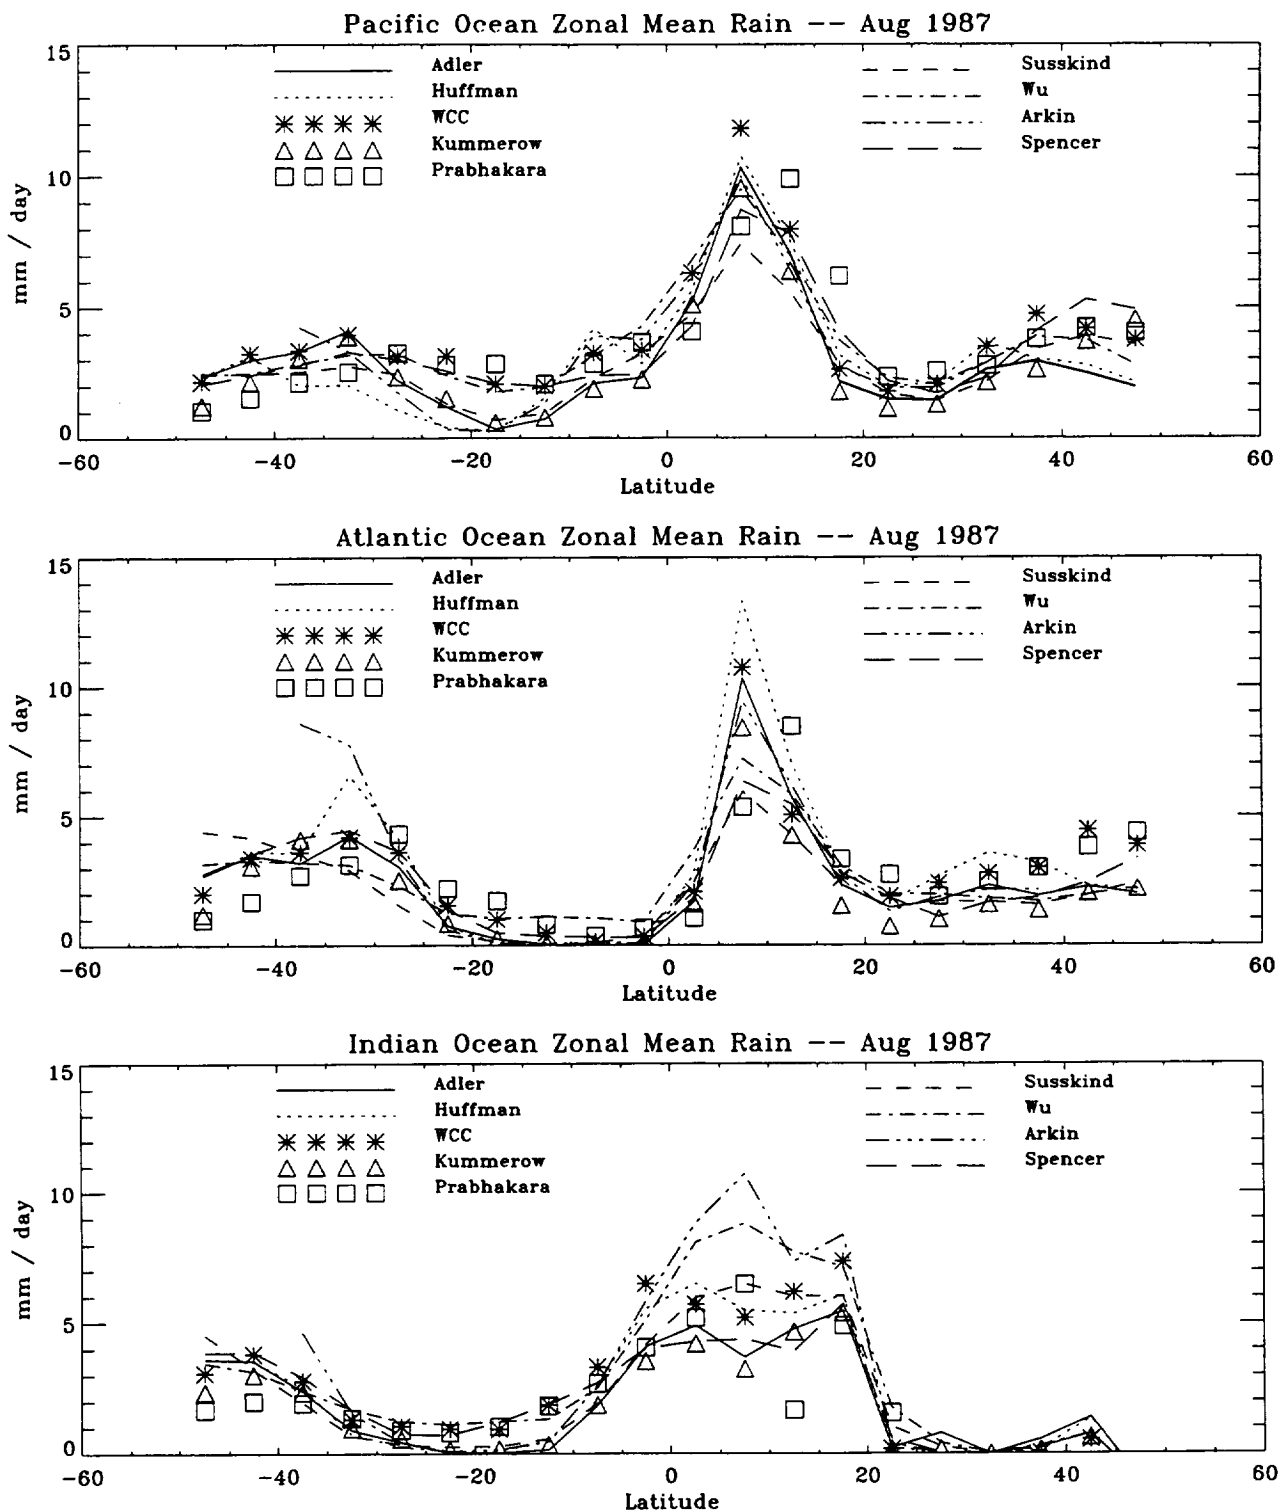 Pacific Ocean Zonal Mean Rain -- Aug 1987
15
10
5
0
mm / day
Adler
Huffman
WCC
Kummerow
Prabhakara
Susskind
Wu
Arkin
Spencer
-60 -40 -20 0 20 40 60
Latitude
Atlantic Ocean Zonal Mean Rain -- Aug 1987
15
10
5
0
mm / day
Adler
Huffman
WCC
Kummerow
Prabhakara
Susskind
Wu
Arkin
Spencer
-60 -40 -20 0 20 40 60
Latitude
Indian Ocean Zonal Mean Rain -- Aug 1987
15
10
5
0
mm / day
Adler
Huffman
WCC
Kummerow
Prabhakara
Susskind
Wu
Arkin
Spencer
-60 -40 -20 0 20 40 60
Latitude